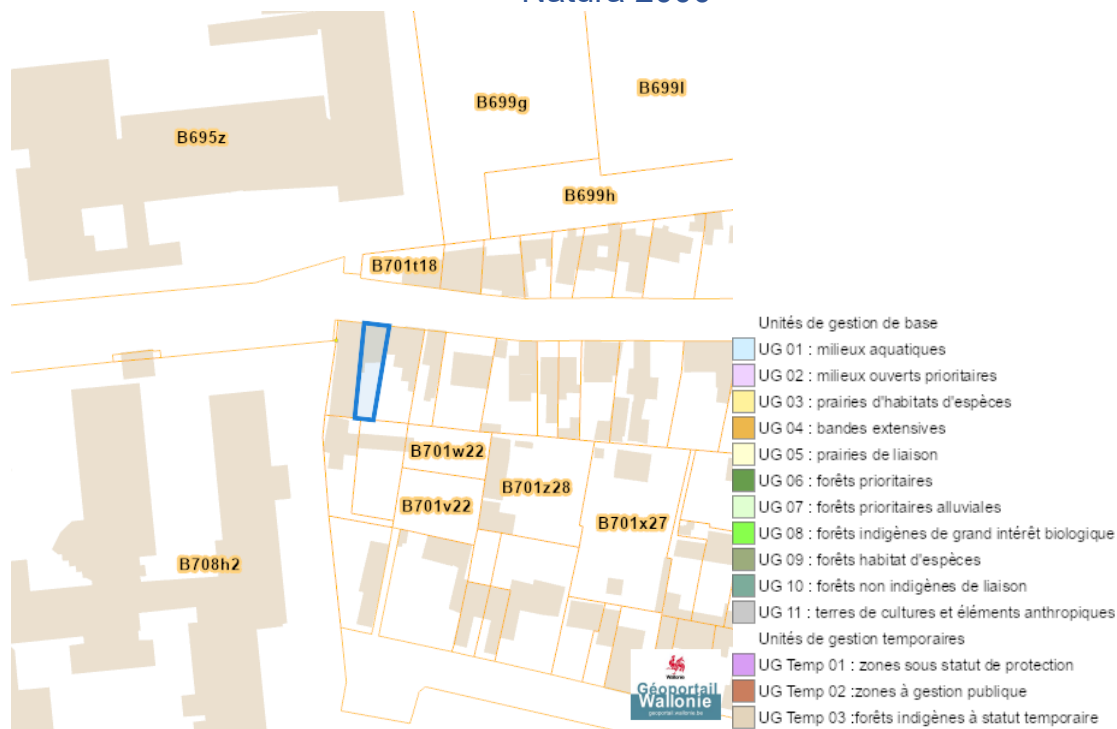 Natura 2000
B699g
B699l
B695z
B699h
B701t18
B701w22
B701z28
B701v22
B701x27
B708h2
Wallonie
Géoportail
Wallonie
geoportail.wallonie.be
Unités de gestion de base
UG 01 : milieux aquatiques
UG 02 : milieux ouverts prioritaires
UG 03 : prairies d'habitats d'espèces
UG 04 : bandes extensives
UG 05 : prairies de liaison
UG 06 : forêts prioritaires
UG 07 : forêts prioritaires alluviales
UG 08 : forêts indigènes de grand intérêt biologique
UG 09 : forêts habitat d'espèces
UG 10 : forêts non indigènes de liaison
UG 11 : terres de cultures et éléments anthropiques
Unités de gestion temporaires
UG Temp 01 : zones sous statut de protection
UG Temp 02 :zones à gestion publique
UG Temp 03 :forêts indigènes à statut temporaire